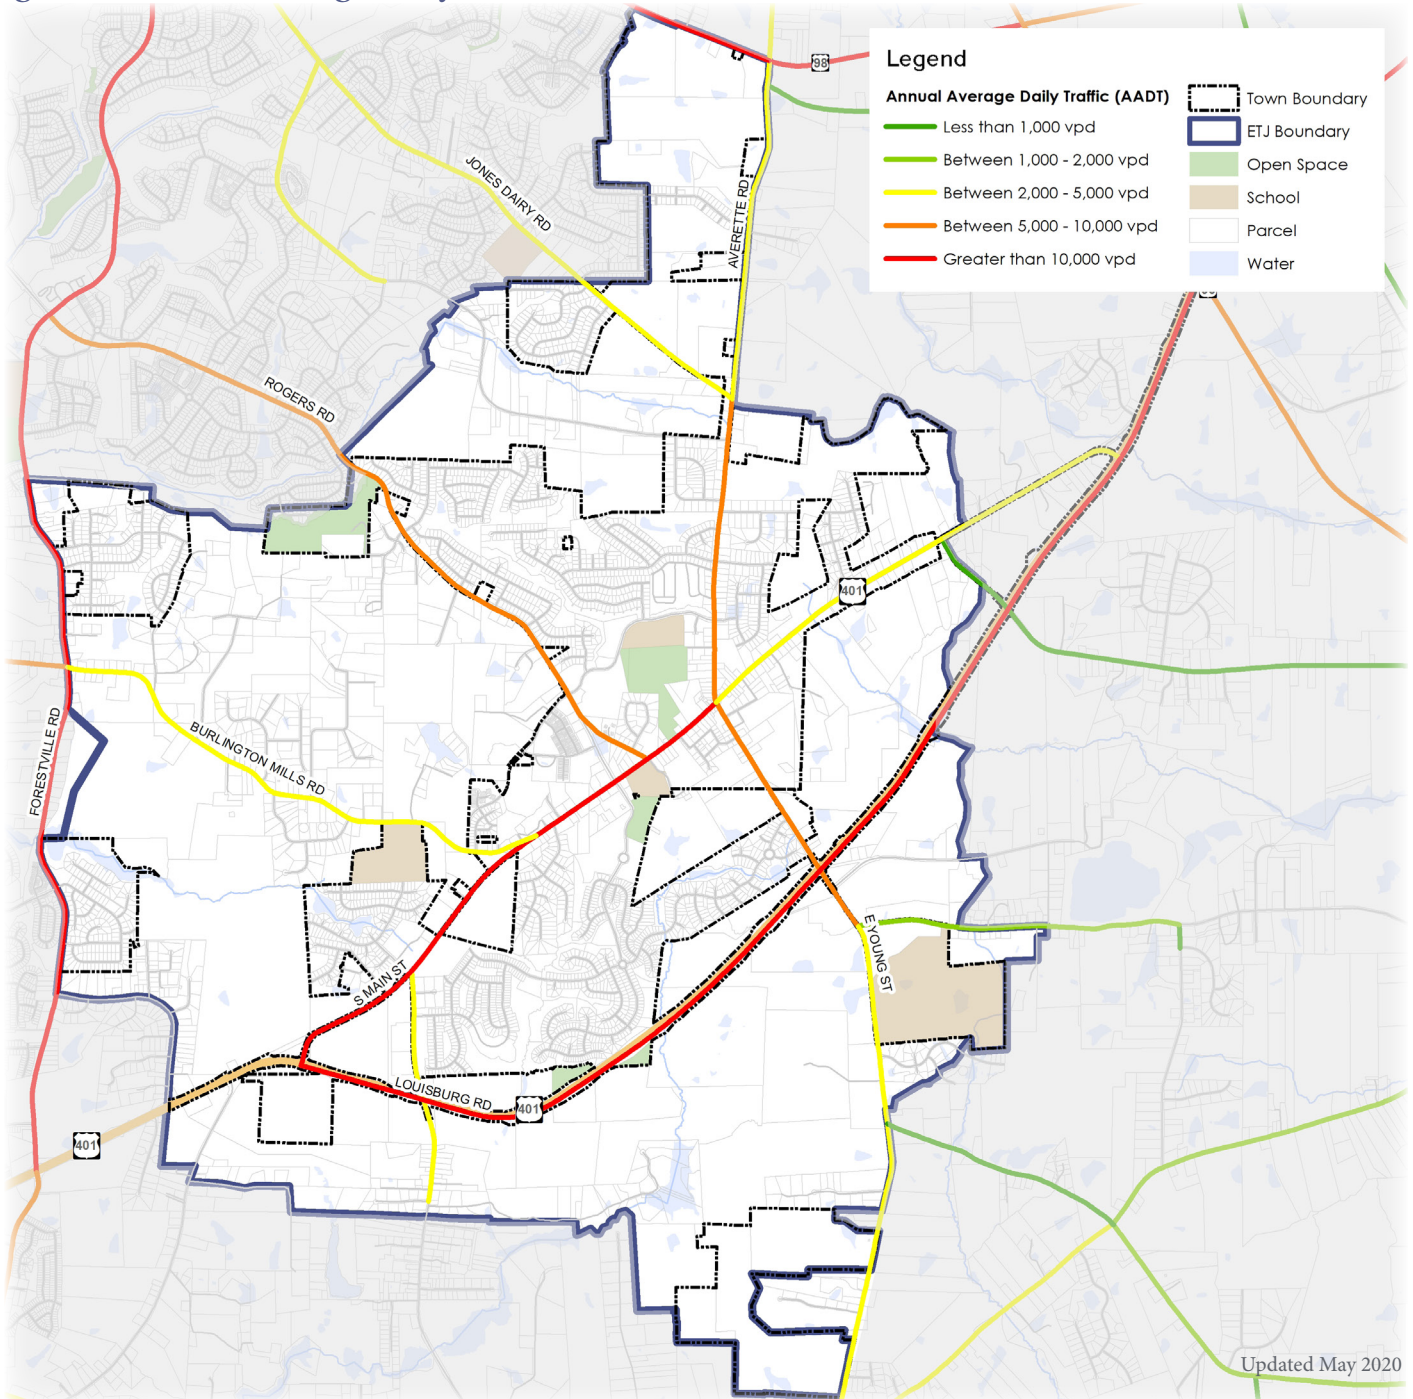 98
Legend
Annual Average Daily Traffic (AADT)
Less than 1,000 vpd
Between 1,000 - 2,000 vpd
Between 2,000 - 5,000 vpd
Between 5,000 - 10,000 vpd
Greater than 10,000 vpd
Town Boundary
ETJ Boundary
Open Space
School
Parcel
Water
JONES DAIRY RD
AVERETTE RD
ROGERS RD
401
FORESTVILLE RD
BURLINGTON MILLS RD
E YOUNG ST
S MAIN ST
LOUISBURG RD
401
401
Updated May 2020